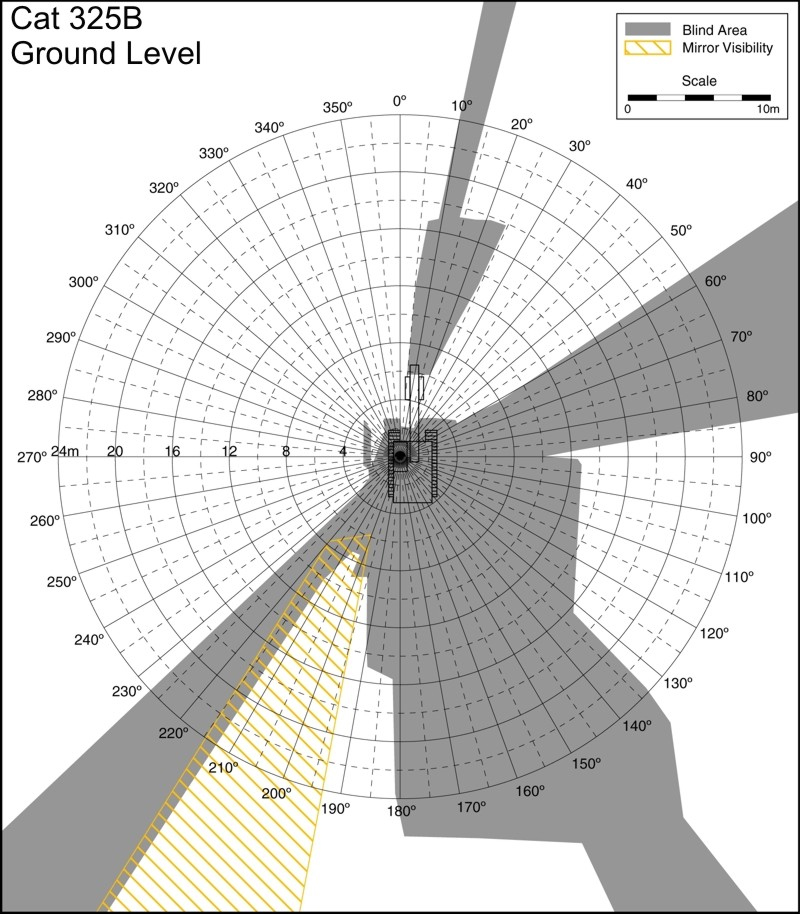 Cat 325B
Ground Level
Blind Area
Mirror Visibility
Scale
0 10m
0º
10º
20º
30º
40º
50º
60º
70º
80º
90º
100º
110º
120º
130º
140º
150º
160º
170º
180º
190º
200º
210º
220º
230º
240º
250º
260º
270º 24m 20 16 12 8 4
280º
290º
300º
310º
320º
330º
340º
350º